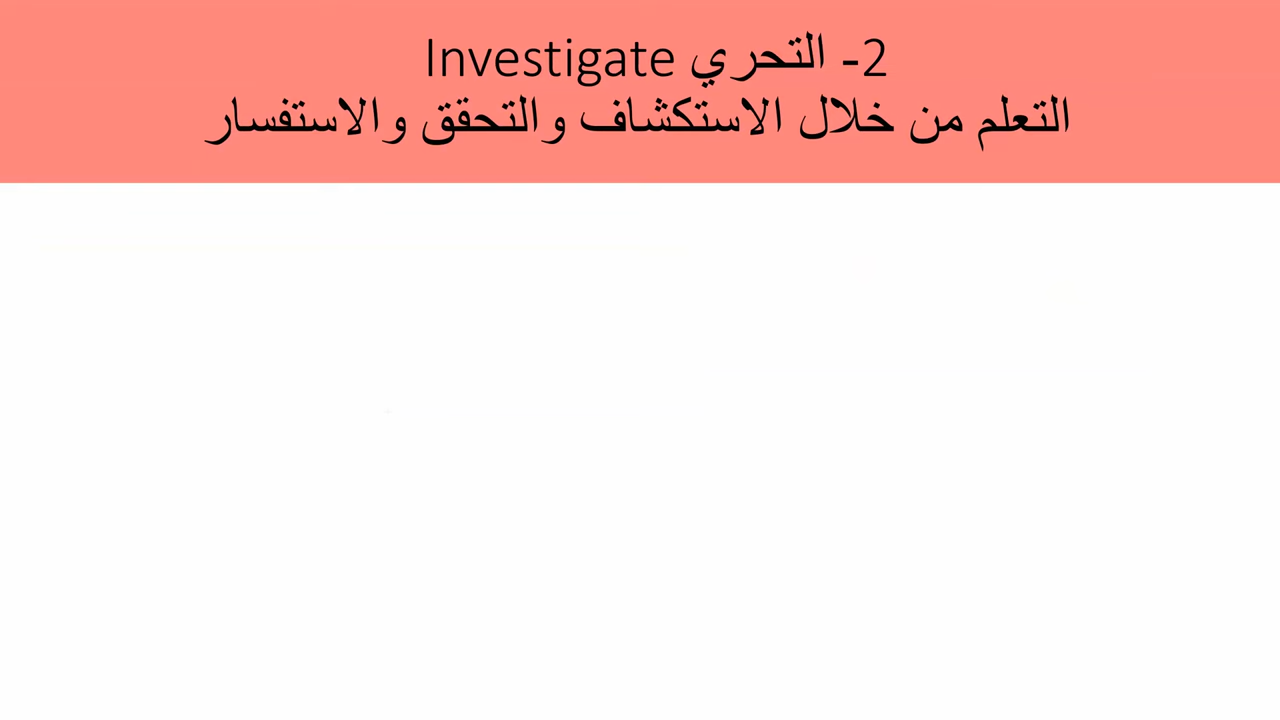 2- التحري Investigate
التعلم من خلال الاستكشاف والتحقق والاستفسار